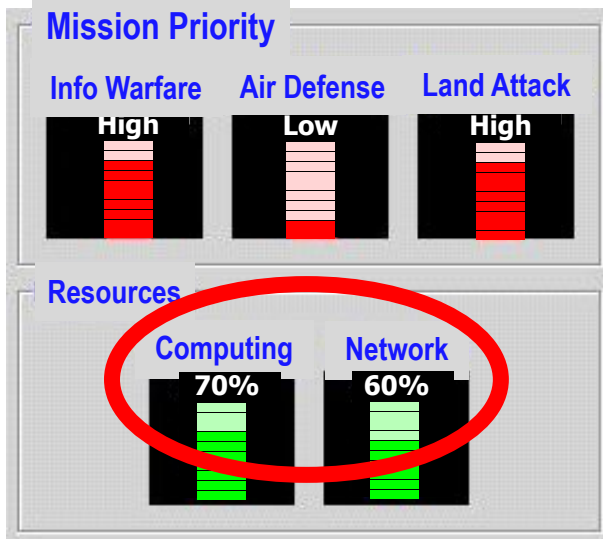 Mission Priority
Info Warfare Air Defense Land Attack
High Low High
Resources
Computing Network
70% 60%